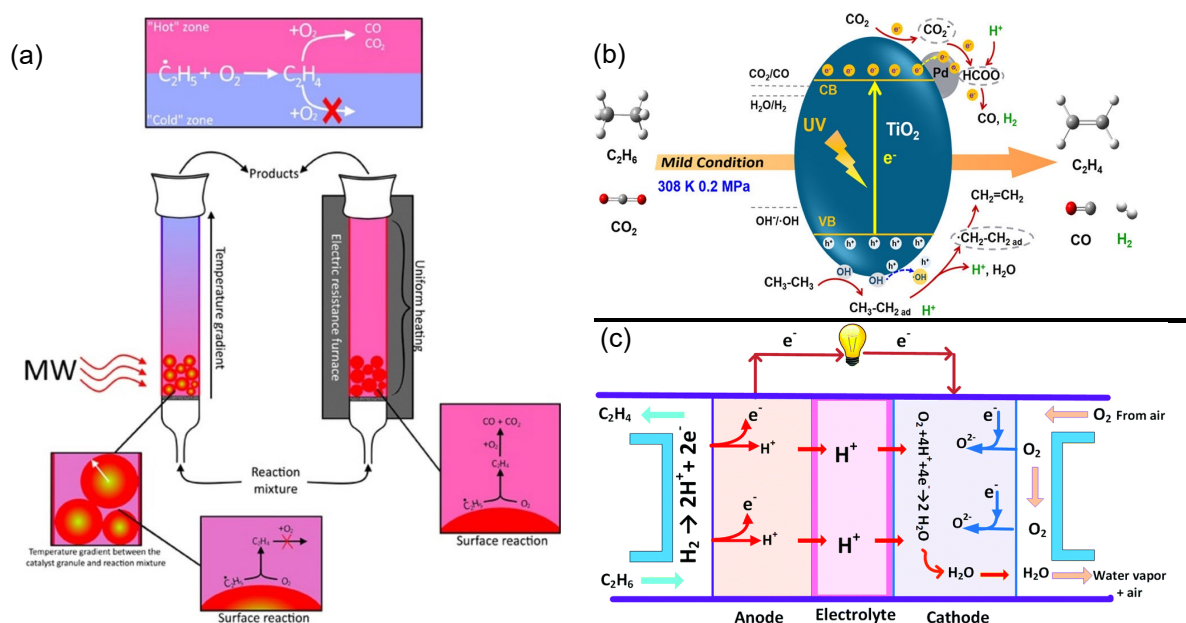 (a)
"Hot" zone
+O₂
CO
CO₂
Ċ₂H₅+ O₂
C₂H₄
+O₂
"Cold" zone
Products
Temperature gradient
Electric resistance furnace
Uniform heating
MW
Reaction
mixture
CO + CO₂
+O₂
C₂H₄
Ċ₂H₅
O₂
Surface reaction
Temperature gradient between the
catalyst granule and reaction mixture
+O₂
C₂H₄
Ċ₂H₅
O₂
Surface reaction
(b)
CO₂
e⁻
CO₂⁻
e⁻
H⁺
e⁻ e⁻ e⁻ e⁻ e⁻ e⁻
Pd
HCOO
e⁻
CO, H₂
CO₂/CO
CB
H₂O/H₂
UV
TiO₂
e⁻
C₂H₆
Mild Condition
308 K 0.2 MPa
C₂H₄
CO₂
CO
H₂
OH⁻/·OH
VB
h⁺ h⁺ h⁺ h⁺ h⁺
CH₂=CH₂
·CH₂-CH₂ ad
h⁺
h⁺
OH
OH
·OH
H⁺, H₂O
CH₃-CH₃
CH₃-CH₂ ad
H⁺
(c)
e⁻
e⁻
C₂H₄
C₂H₆
H₂ → 2H⁺ + 2e⁻
e⁻
H⁺
e⁻
H⁺
H⁺
H⁺
O₂+4H⁺+4e⁻→2 H₂O
e⁻
O²⁻
O₂
e⁻
O²⁻
O₂
H₂O
H₂O
O₂ From air
Water vapor
+ air
Anode
Electrolyte
Cathode